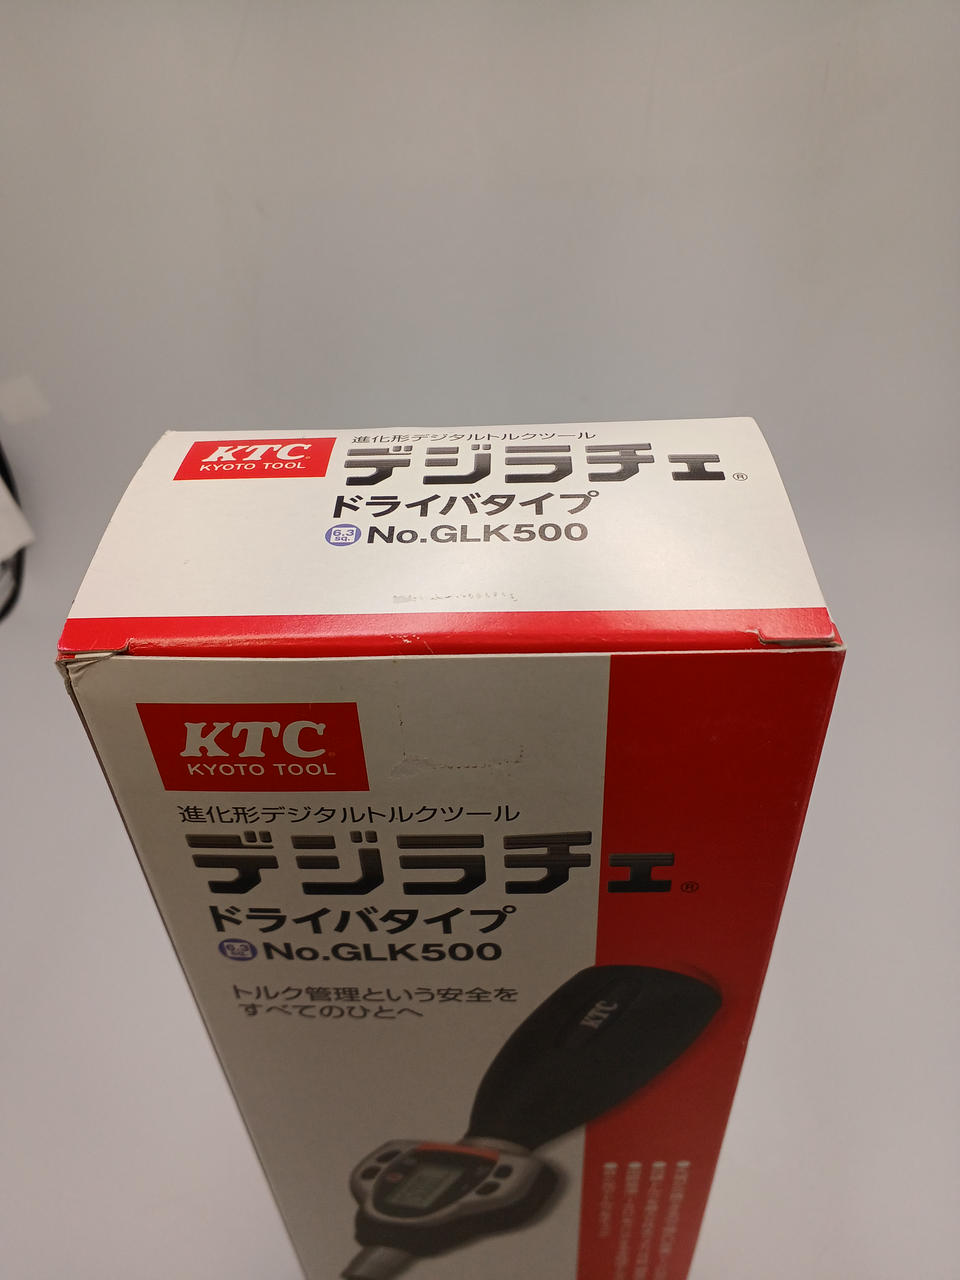 KTC
KYOTO TOOL
進化形デジタルトルクツール
デジラチェ®
ドライバタイプ
6.3 sq. No.GLK500
KTC
KYOTO TOOL
進化形デジタルトルクツール
デジラチェ®
ドライバタイプ
6.3 sq. No.GLK500
トルク管理という安全を
すべてのひとへ
KTC